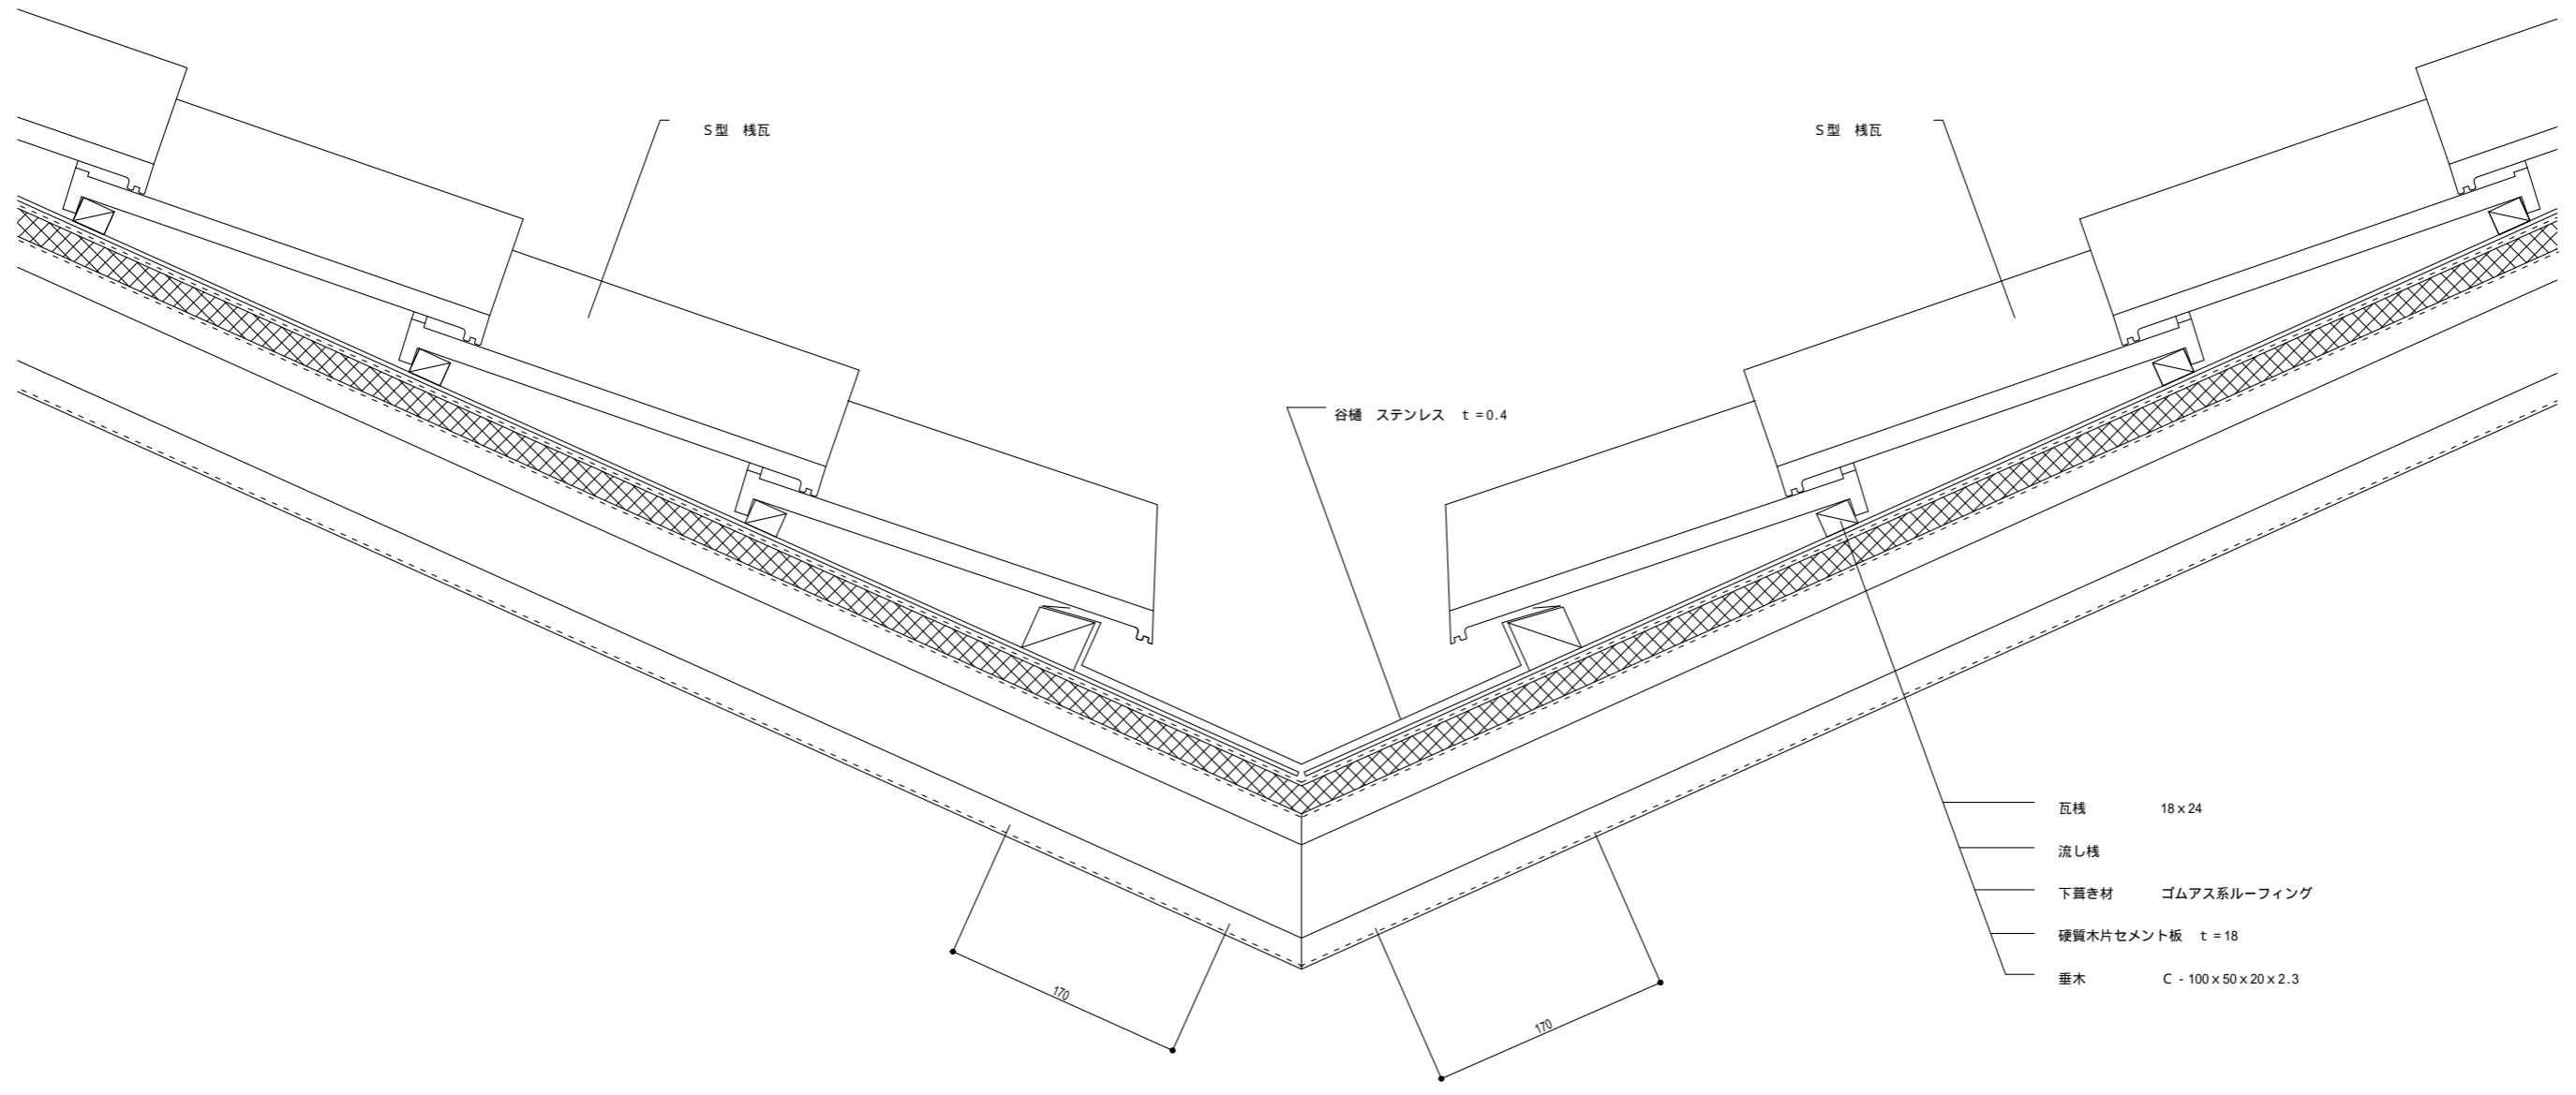 S型　桟瓦
S型　桟瓦
谷樋　ステンレス　t=0.4
瓦桟　18x24
流し桟
下葺き材　ゴムアス系ルーフィング
硬質木片セメント板　t=18
垂木　C-100x50x20x2.3
170
170